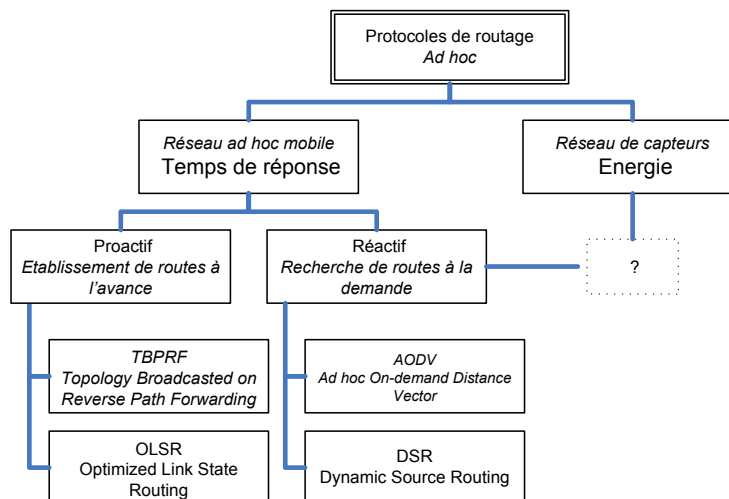 Protocoles de routage
Ad hoc
Réseau ad hoc mobile
Temps de réponse
Réseau de capteurs
Energie
Proactif
Etablissement de routes à
l'avance
Réactif
Recherche de routes à la
demande
?
TBPRF
Topology Broadcasted on
Reverse Path Forwarding
AODV
Ad hoc On-demand Distance
Vector
OLSR
Optimized Link State
Routing
DSR
Dynamic Source Routing